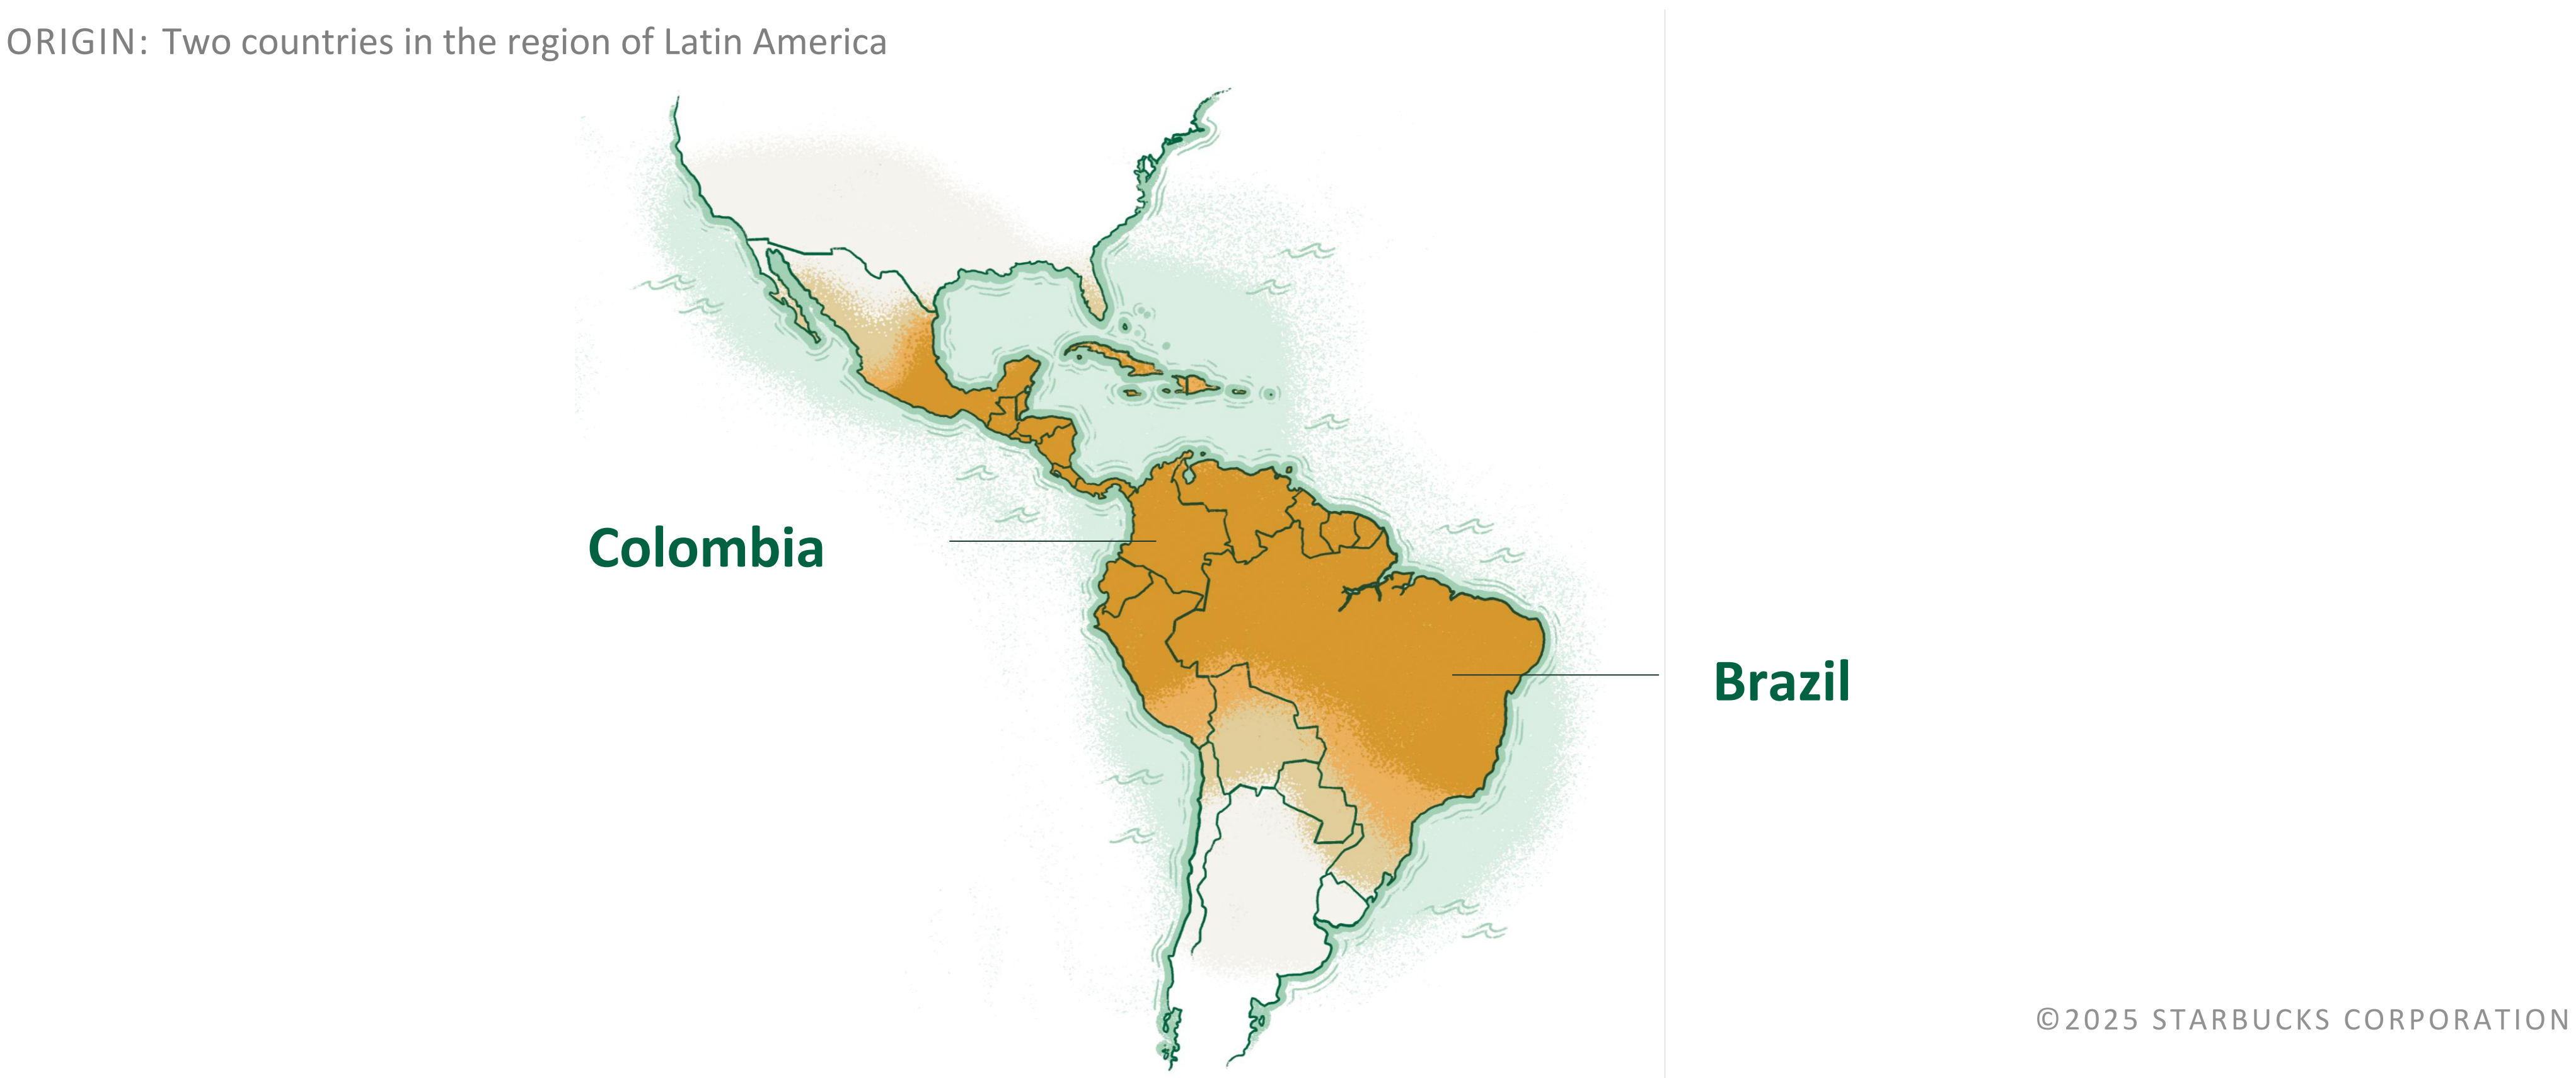 ORIGIN: Two countries in the region of Latin America
Colombia
Brazil
©2025 STARBUCKS CORPORATION